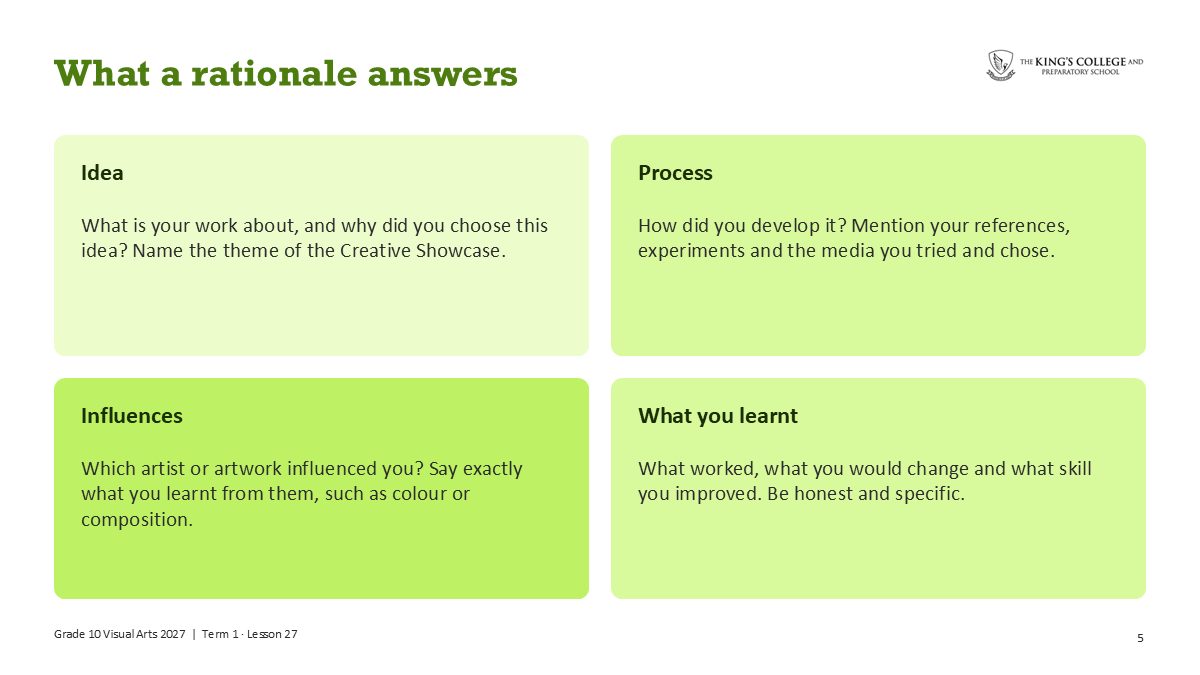 What a rationale answers
THE KING'S COLLEGE AND
PREPARATORY SCHOOL
Idea
What is your work about, and why did you choose this
idea? Name the theme of the Creative Showcase.
Process
How did you develop it? Mention your references,
experiments and the media you tried and chose.
Influences
Which artist or artwork influenced you? Say exactly
what you learnt from them, such as colour or
composition.
What you learnt
What worked, what you would change and what skill
you improved. Be honest and specific.
Grade 10 Visual Arts 2027 | Term 1 · Lesson 27
5